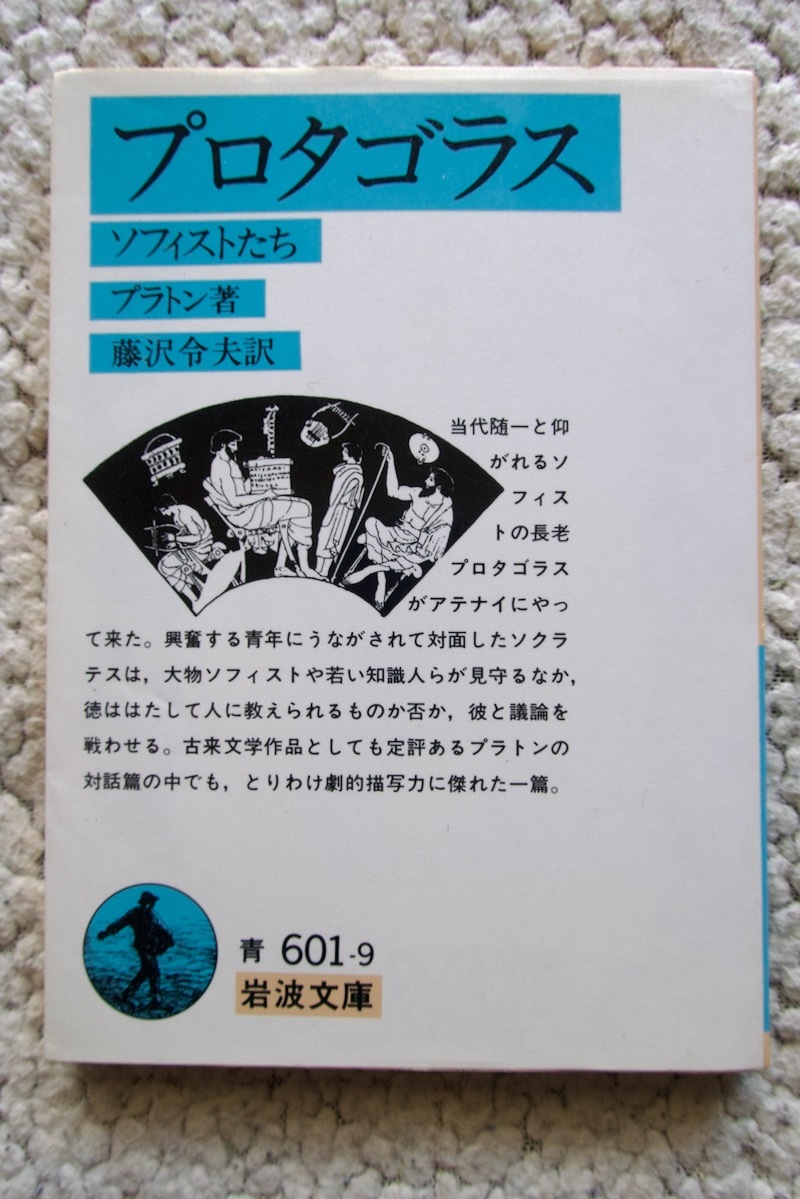 プロタゴラス
ソフィストたち
プラトン著
藤沢令夫訳
当代随一と仰
がれるソ
フィス
トの長老
プロタゴラス
がアテナイにやっ
て来た。興奮する青年にうながされて対面したソクラ
テスは，大物ソフィストや若い知識人らが見守るなか，
徳ははたして人に教えられるものか否か，彼と議論を
戦わせる。古来文学作品としても定評あるプラトンの
対話篇の中でも，とりわけ劇的描写力に傑れた一篇。
青 601-9
岩波文庫